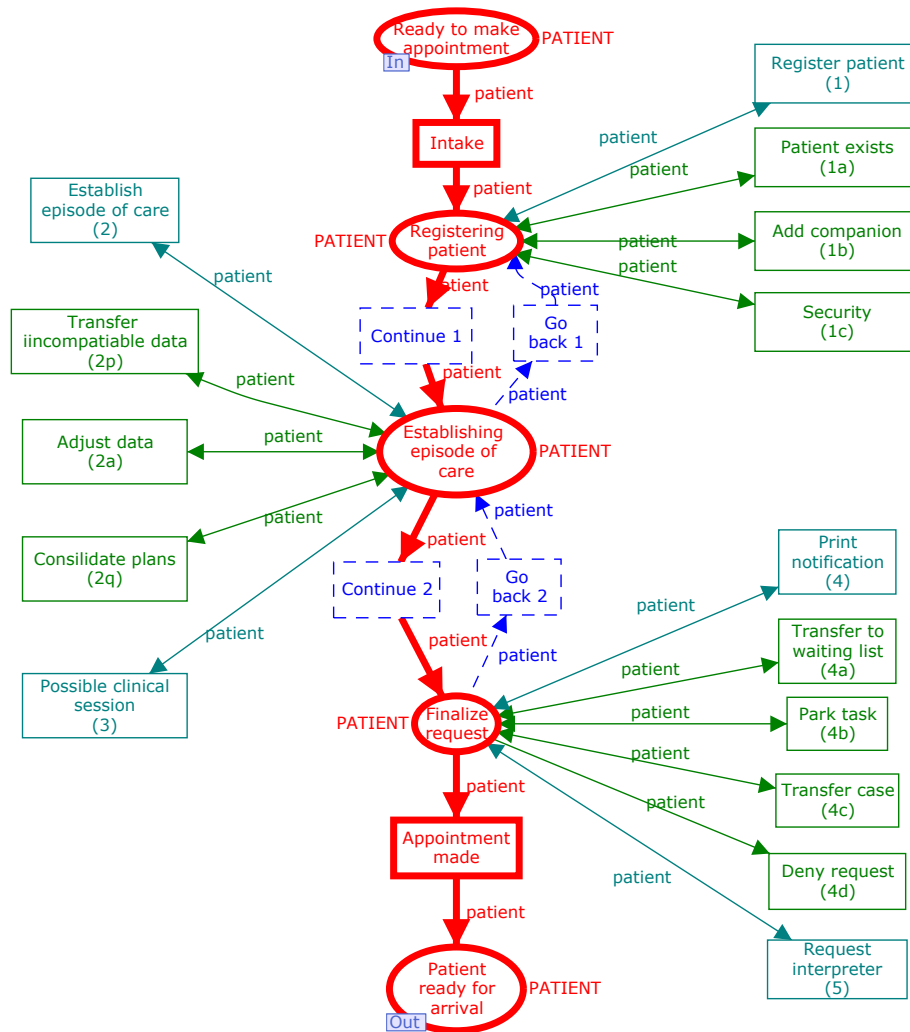 Ready to make
appointment
PATIENT
In
patient
Intake
patient
Registering
patient
PATIENT
Register patient
(1)
patient
Patient exists
(1a)
patient
Add companion
(1b)
patient
Security
(1c)
patient
patient
Continue 1
patient
Go
back 1
patient
patient
Establish
episode of care
(2)
patient
Transfer
iincompatiable data
(2p)
patient
Adjust data
(2a)
patient
Consilidate plans
(2q)
patient
Possible clinical
session
(3)
patient
Establishing
episode of
care
PATIENT
patient
patient
Continue 2
Go
back 2
patient
patient
PATIENT
Finalize
request
Print
notification
(4)
patient
Transfer to
waiting list
(4a)
patient
Park task
(4b)
patient
Transfer case
(4c)
patient
Deny request
(4d)
patient
Request
interpreter
(5)
patient
patient
Appointment
made
patient
Patient
ready for
arrival
PATIENT
Out